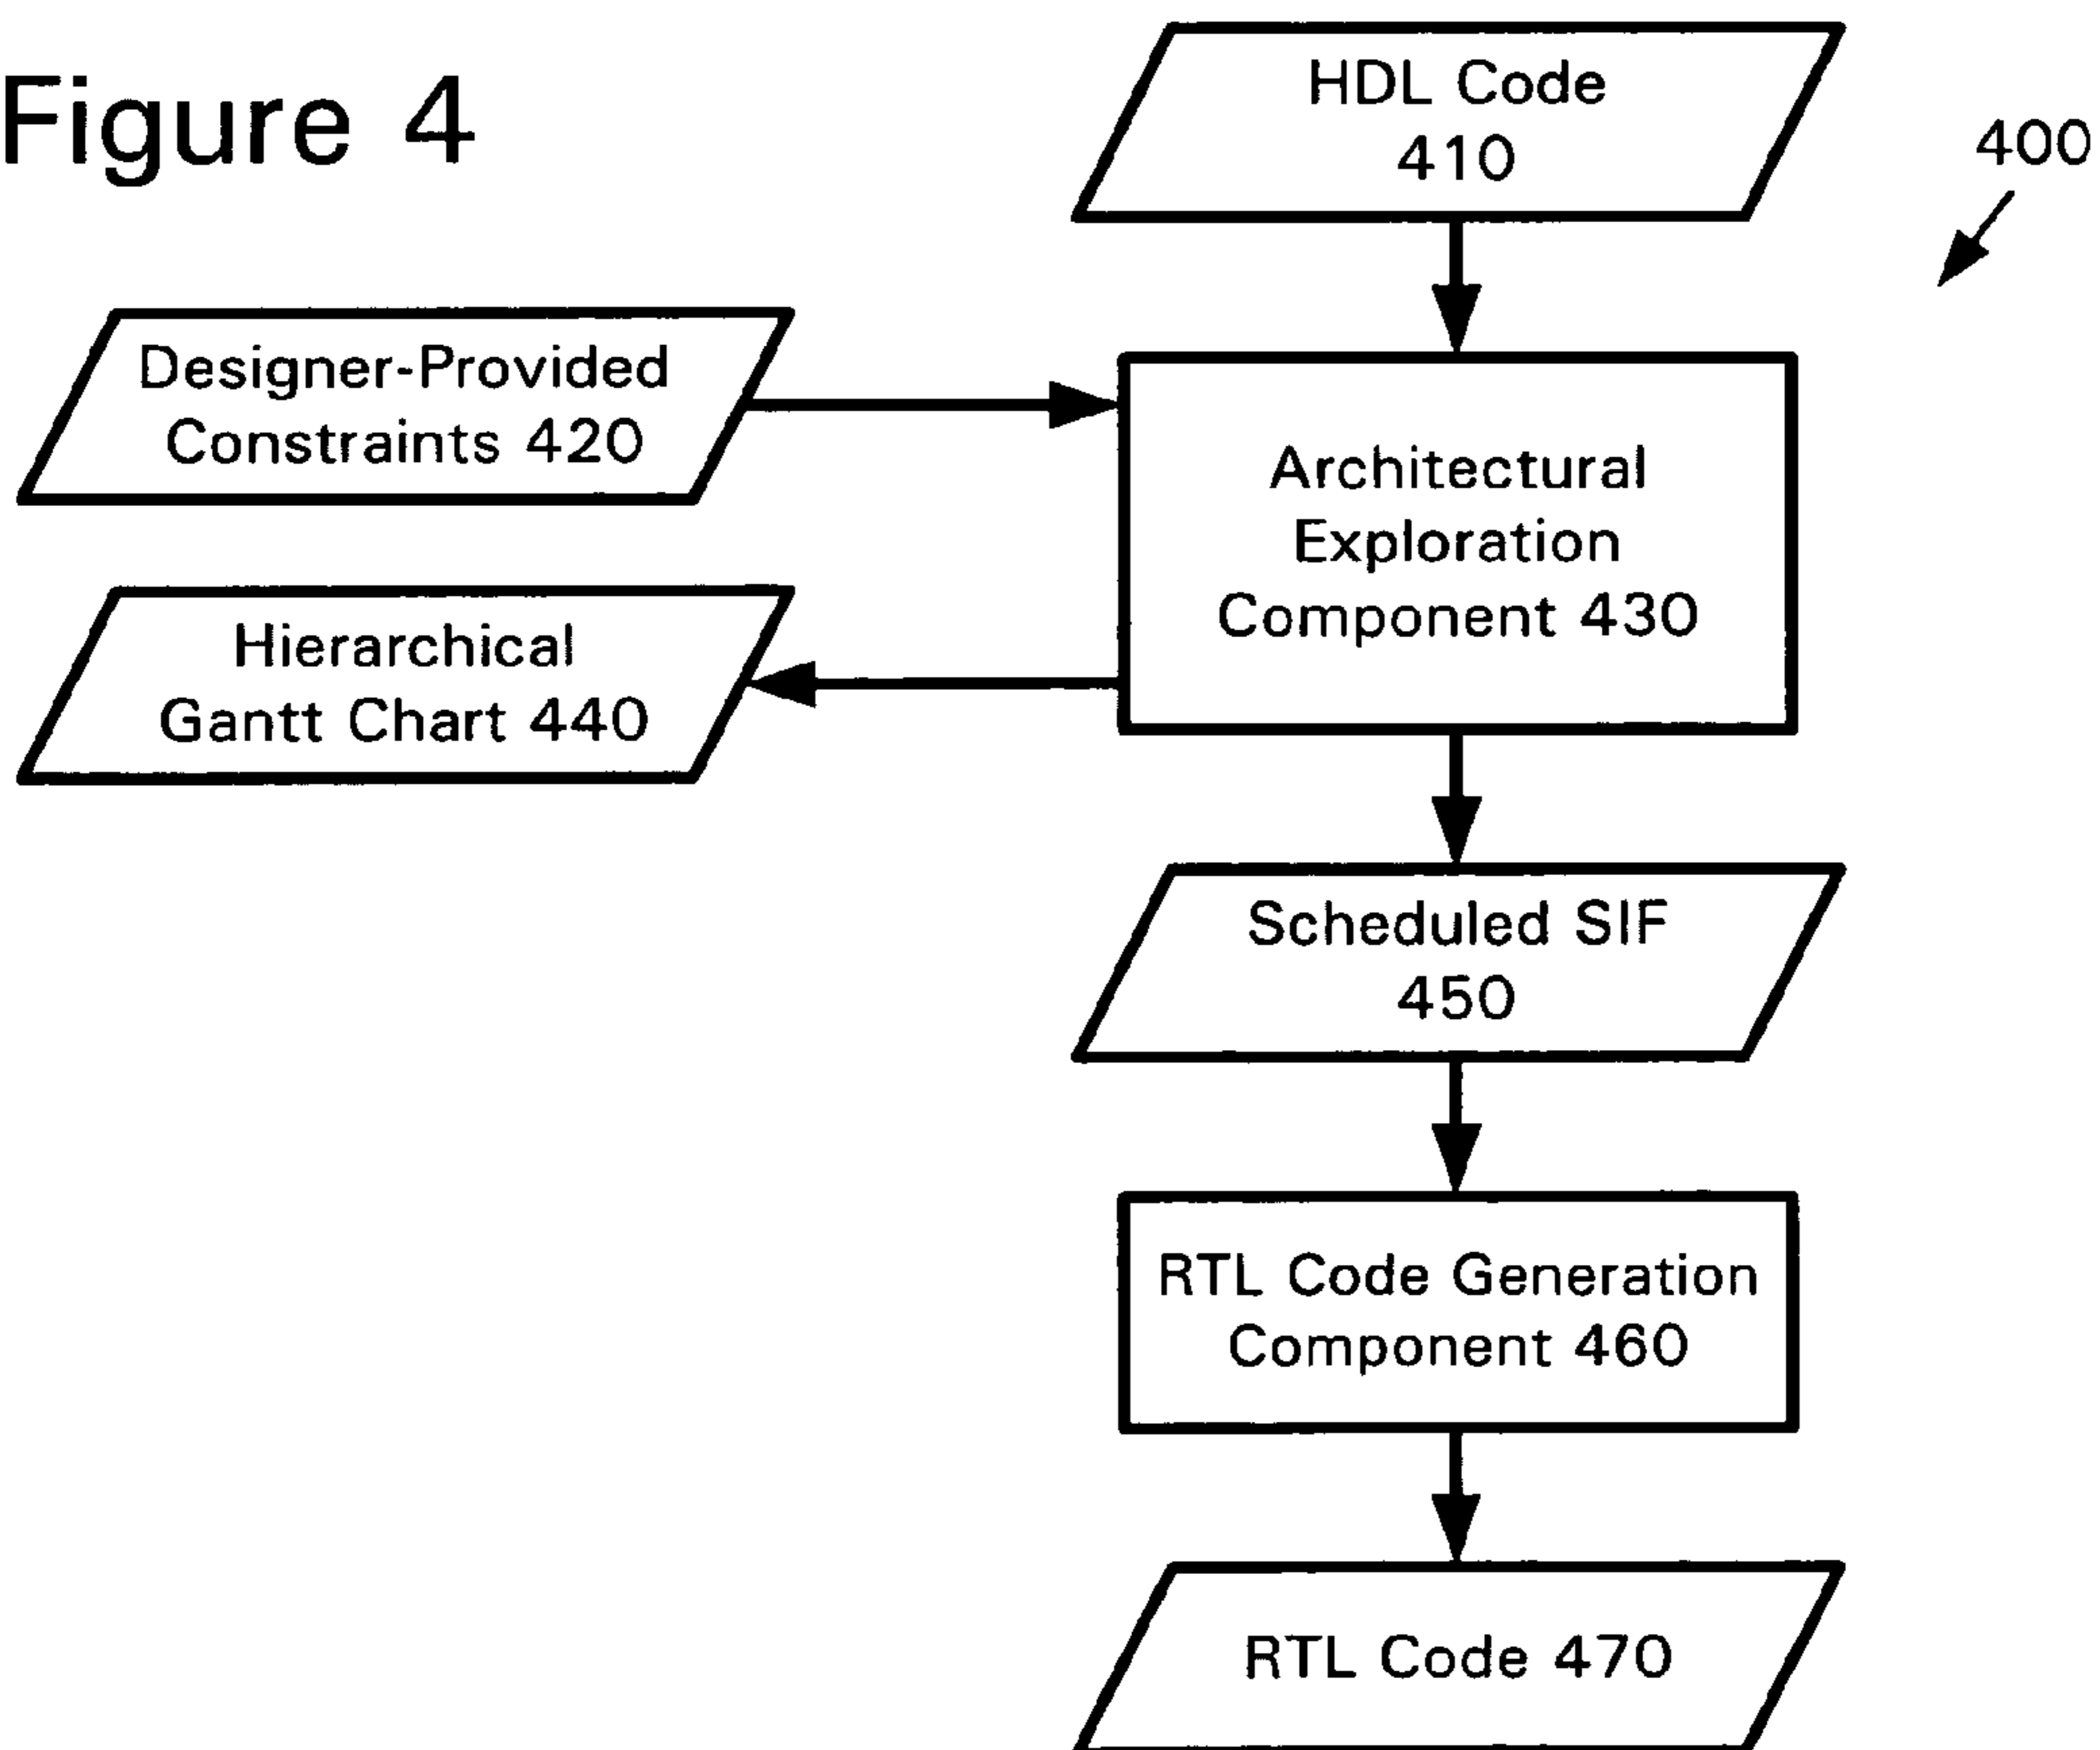 Figure 4
HDL Code
410
400
Designer-Provided
Constraints 420
Architectural
Exploration
Component 430
Hierarchical
Gantt Chart 440
Scheduled SIF
450
RTL Code Generation
Component 460
RTL Code 470